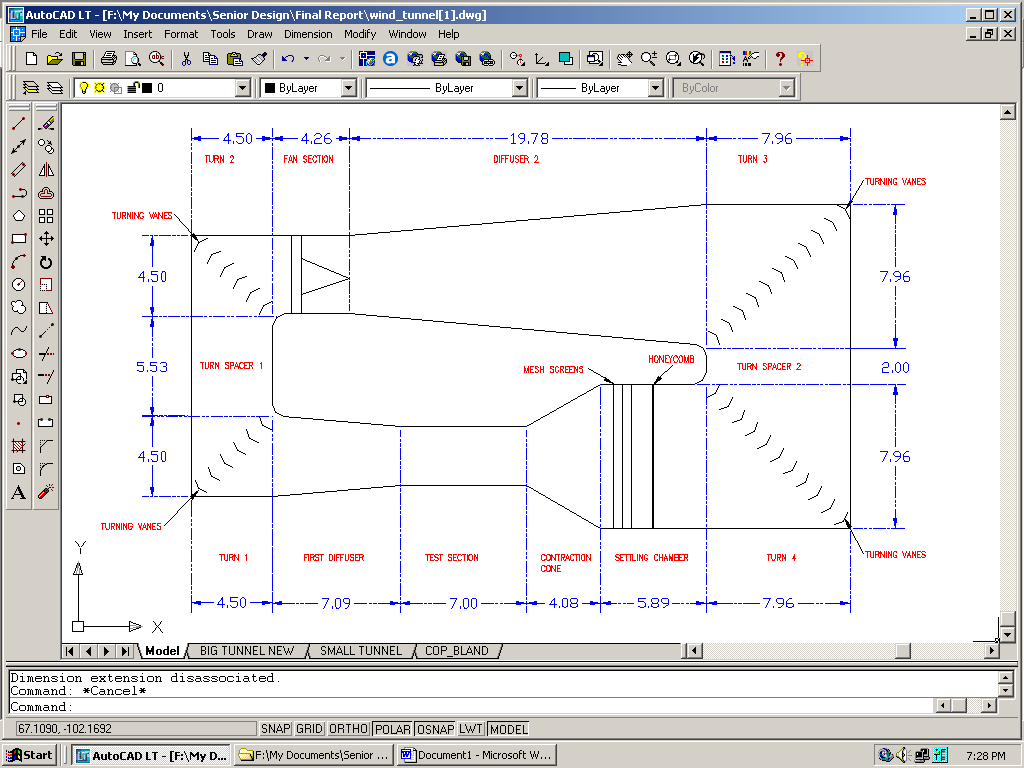 AutoCAD LT - [F:\My Documents\Senior Design\Final Report\wind_tunnel[1].dwg]
File Edit View Insert Format Tools Draw Dimension Modify Window Help
0 ByLayer ByLayer ByLayer ByColor
4.50 4.26 19.78 7.96
TURN 2 FAN SECTION DIFFUSER 2 TURN 3
TURNING VANES
TURNING VANES
4.50 7.96
5.53 TURN SPACER 1 MESH SCREENS HONEYCOMB TURN SPACER 2 2.00
4.50 7.96
TURNING VANES
TURNING VANES
TURN 1 FIRST DIFFUSER TEST SECTION CONTRACTION CONE SETTLING CHAMBER TURN 4
4.50 7.09 7.00 4.08 5.89 7.96
Y
X
Model BIG TUNNEL NEW SMALL TUNNEL COP_BLAND
Dimension extension disassociated.
Command: *Cancel*
Command:
67.1090, -102.1692 SNAP GRID ORTHO POLAR OSNAP LWT MODEL
Start AutoCAD LT - [F:\My D... F:\My Documents\Senior ... Document1 - Microsoft W... 7:28 PM